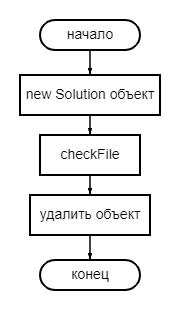 начало
new Solution объект
checkFile
удалить объект
конец